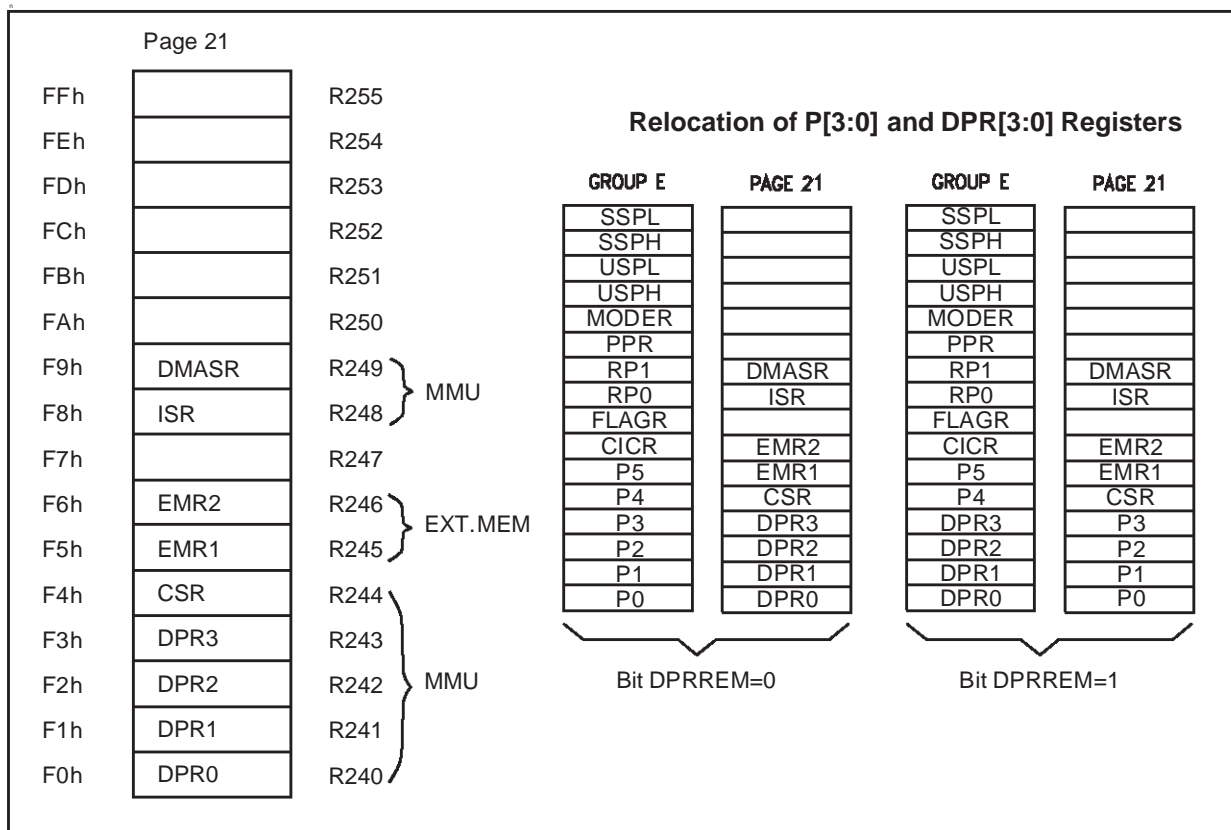 Page 21
FFh R255
FEh R254
FDh R253
FCh R252
FBh R251
FAh R250
F9h DMASR R249
F8h ISR R248
MMU
F7h R247
F6h EMR2 R246
F5h EMR1 R245
EXT.MEM
F4h CSR R244
F3h DPR3 R243
F2h DPR2 R242
F1h DPR1 R241
F0h DPR0 R240
MMU
Relocation of P[3:0] and DPR[3:0] Registers
GROUP E PAGE 21 GROUP E PAGE 21
SSPL SSPL
SSPH SSPH
USPL USPL
USPH USPH
MODER MODER
PPR PPR
RP1 DMASR RP1 DMASR
RP0 ISR RP0 ISR
FLAGR FLAGR
CICR EMR2 CICR EMR2
P5 EMR1 P5 EMR1
P4 CSR P4 CSR
P3 DPR3 DPR3 P3
P2 DPR2 DPR2 P2
P1 DPR1 DPR1 P1
P0 DPR0 DPR0 P0
Bit DPRREM=0 Bit DPRREM=1